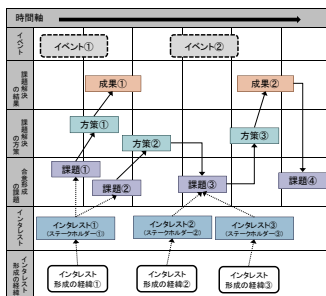 時間軸
イベント
イベント①
イベント②
課題解決
の結果
成果①
成果②
課題解決
の方策
方策①
方策②
方策③
合意形成
の課題
課題①
課題②
課題③
課題④
インタレスト
インタレスト①
(ステークホルダー①)
インタレスト②
(ステークホルダー②)
インタレスト③
(ステークホルダー③)
インタレスト
形成の経緯
インタレスト
形成の経緯①
インタレスト
形成の経緯②
インタレスト
形成の経緯③